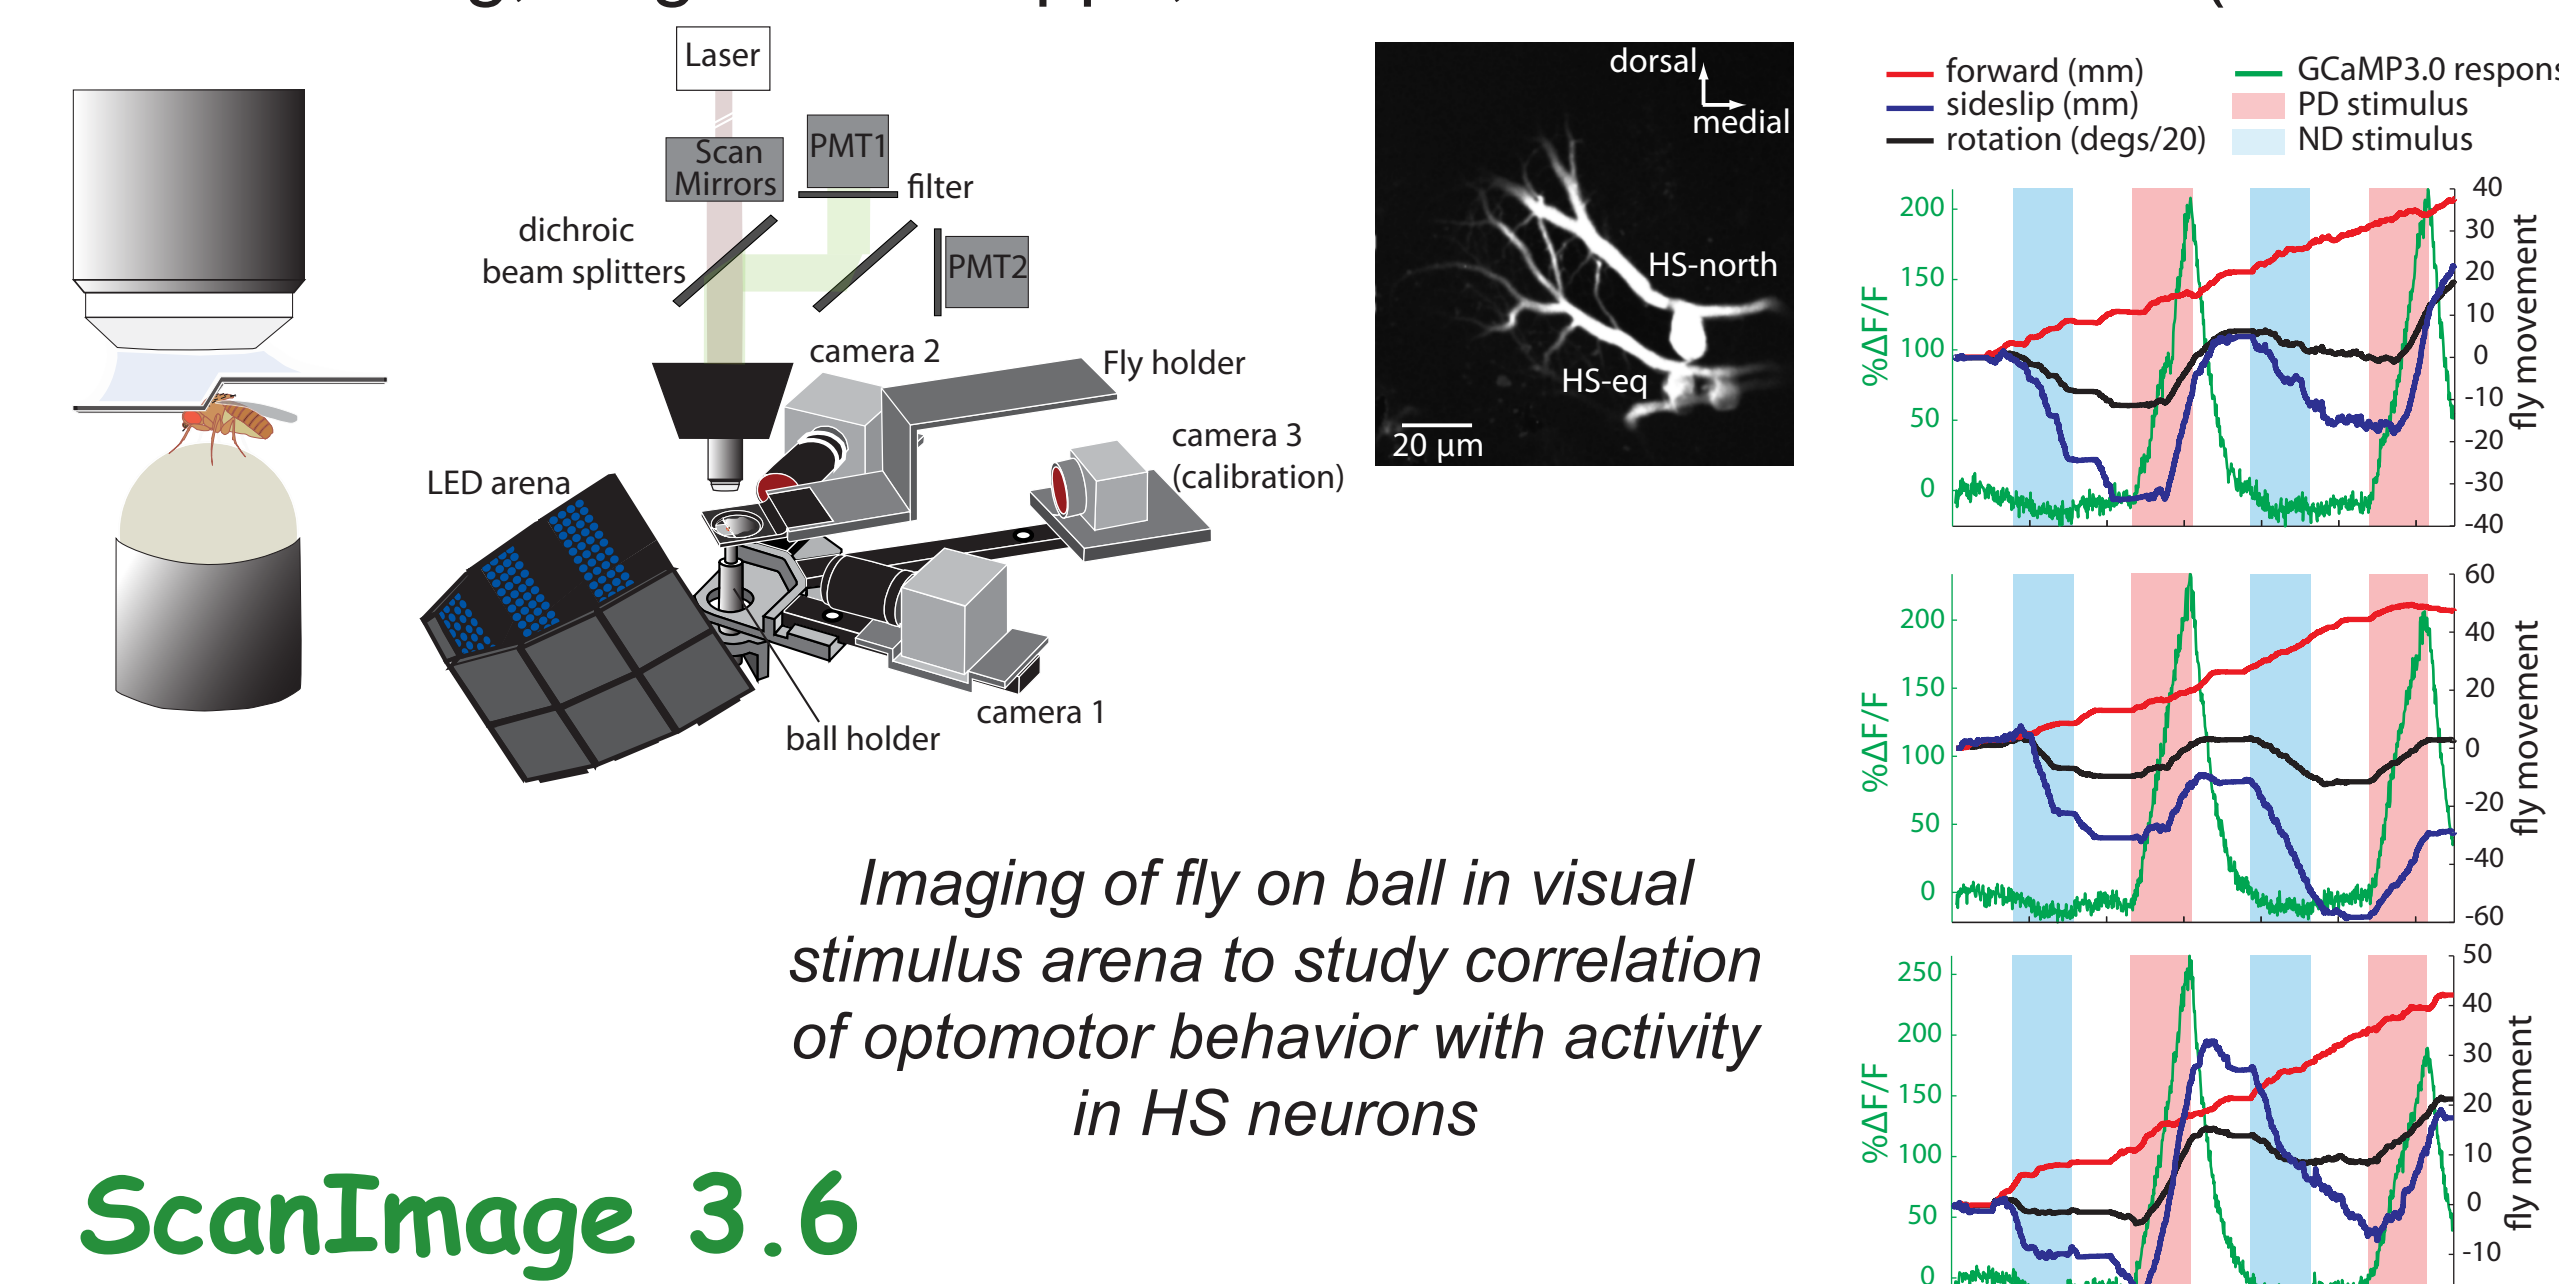 Laser
Scan
Mirrors
PMT1
filter
dichroic
beam splitters
PMT2
camera 2
Fly holder
camera 3
(calibration)
LED arena
camera 1
ball holder
dorsal
medial
HS-north
HS-eq
20 µm
forward (mm)
sideslip (mm)
rotation (degs/20)
GCaMP3.0
PD stimulus
ND stimulus
%ΔF/F
200
150
100
50
0
40
30
20
10
0
-10
-20
-30
-40
fly movement
%ΔF/F
200
150
100
50
0
60
40
20
0
-20
-40
-60
fly movement
%ΔF/F
250
200
150
100
50
0
50
40
30
20
10
0
-10
fly movement
Imaging of fly on ball in visual
stimulus arena to study correlation
of optomotor behavior with activity
in HS neurons
ScanImage 3.6